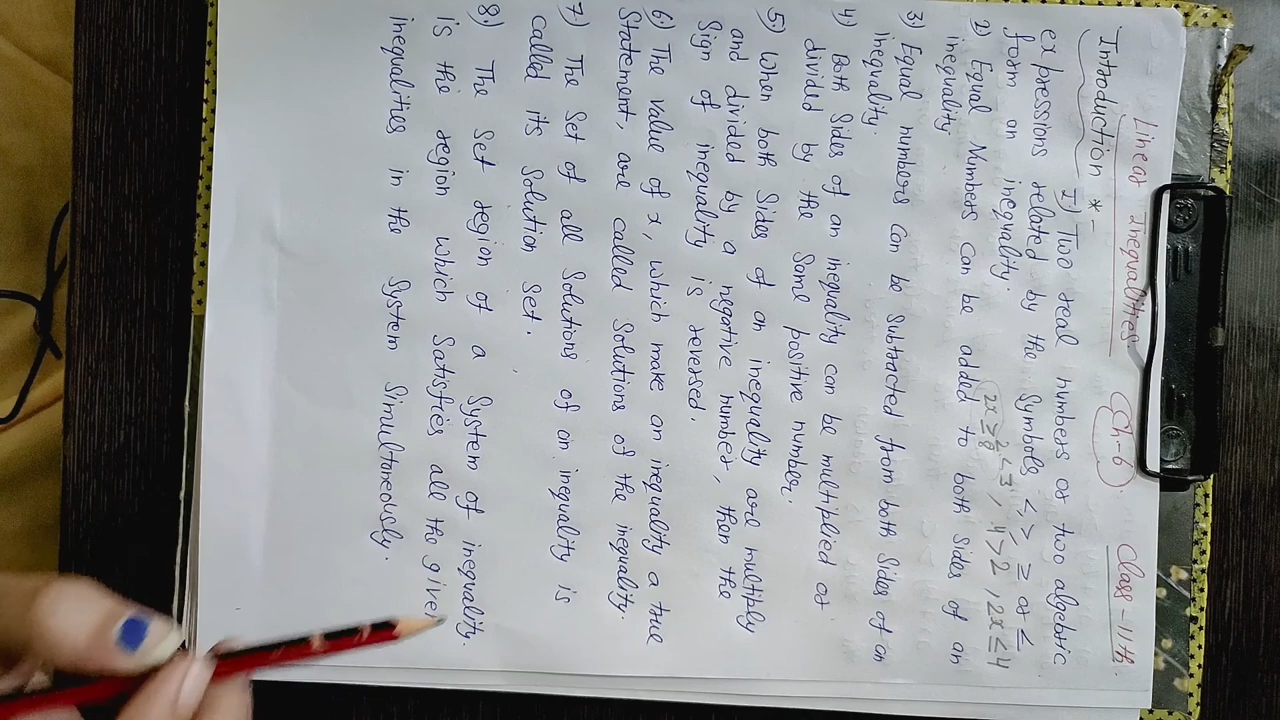 Linear Inequalities Ch-6. Class-11th.
Introduction *- I) Two real numbers or two algebric
expressions related by the Symbols <, >, ≥ or ≤
form an inequality.
2 < 3, 4 > 2, 2x ≤ 4
2x ≥ 8
2) Equal Numbers can be added to both Sides of an
inequality
3.) Equal numbers can be Subtracted from both Sides of an
inequality.
4) Both Sides of an inequality can be multiplied or
divided by the Same positive number.
5.) When both Sides of an inequality are multiply
and divided by a negative number, then the
Sign of inequality is reversed.
6) The value of x, which make an inequality a true
Statement, are called Solutions of the inequality.
7) The Set of all Solutions of an inequality is
called its Solution Set.
8.) The Set region of a System of inequality.
is the region which Satisfies all the given
inequalities in the System Simultaneously.